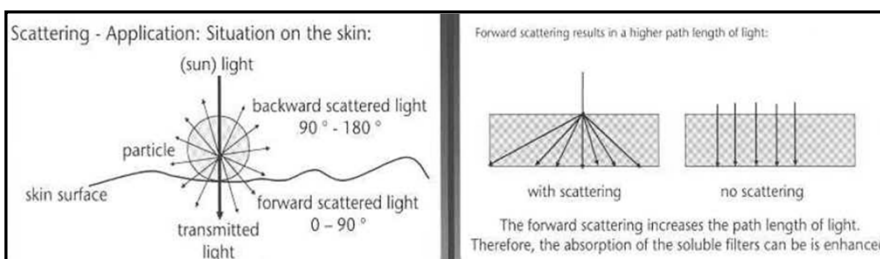 Scattering - Application: Situation on the skin:
(sun) light
backward scattered light
90 ° - 180 °
particle
skin surface
forward scattered light
0 – 90 °
transmitted
light
Forward scattering results in a higher path length of light:
with scattering
no scattering
The forward scattering increases the path length of light.
Therefore, the absorption of the soluble filters can be is enhanced